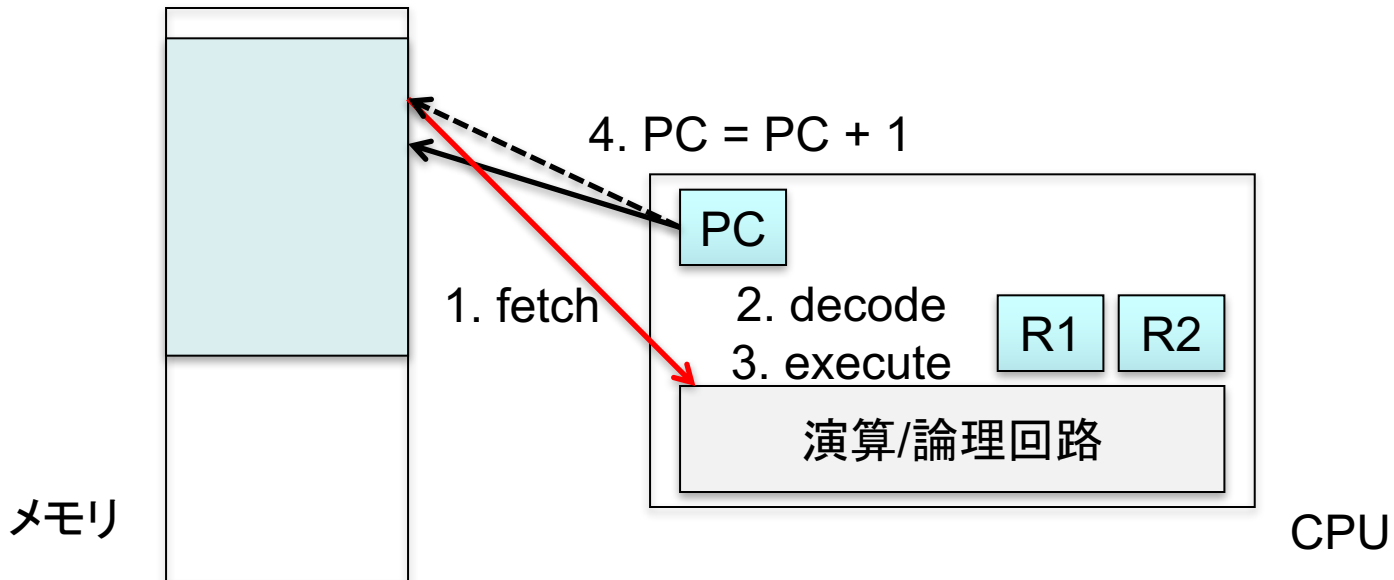 4. PC = PC + 1
PC
1. fetch
2. decode
3. execute
R1
R2
演算/論理回路
メモリ
CPU